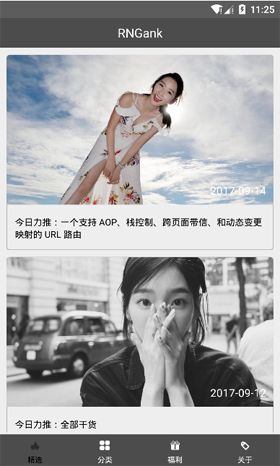 11:25
RNGank
2017-09-14
今日力推：一个支持 AOP、栈控制、跨页面带信、和动态变更
映射的 URL 路由
2017-09-12
今日力推：全部干货
精选 分类 福利 关于